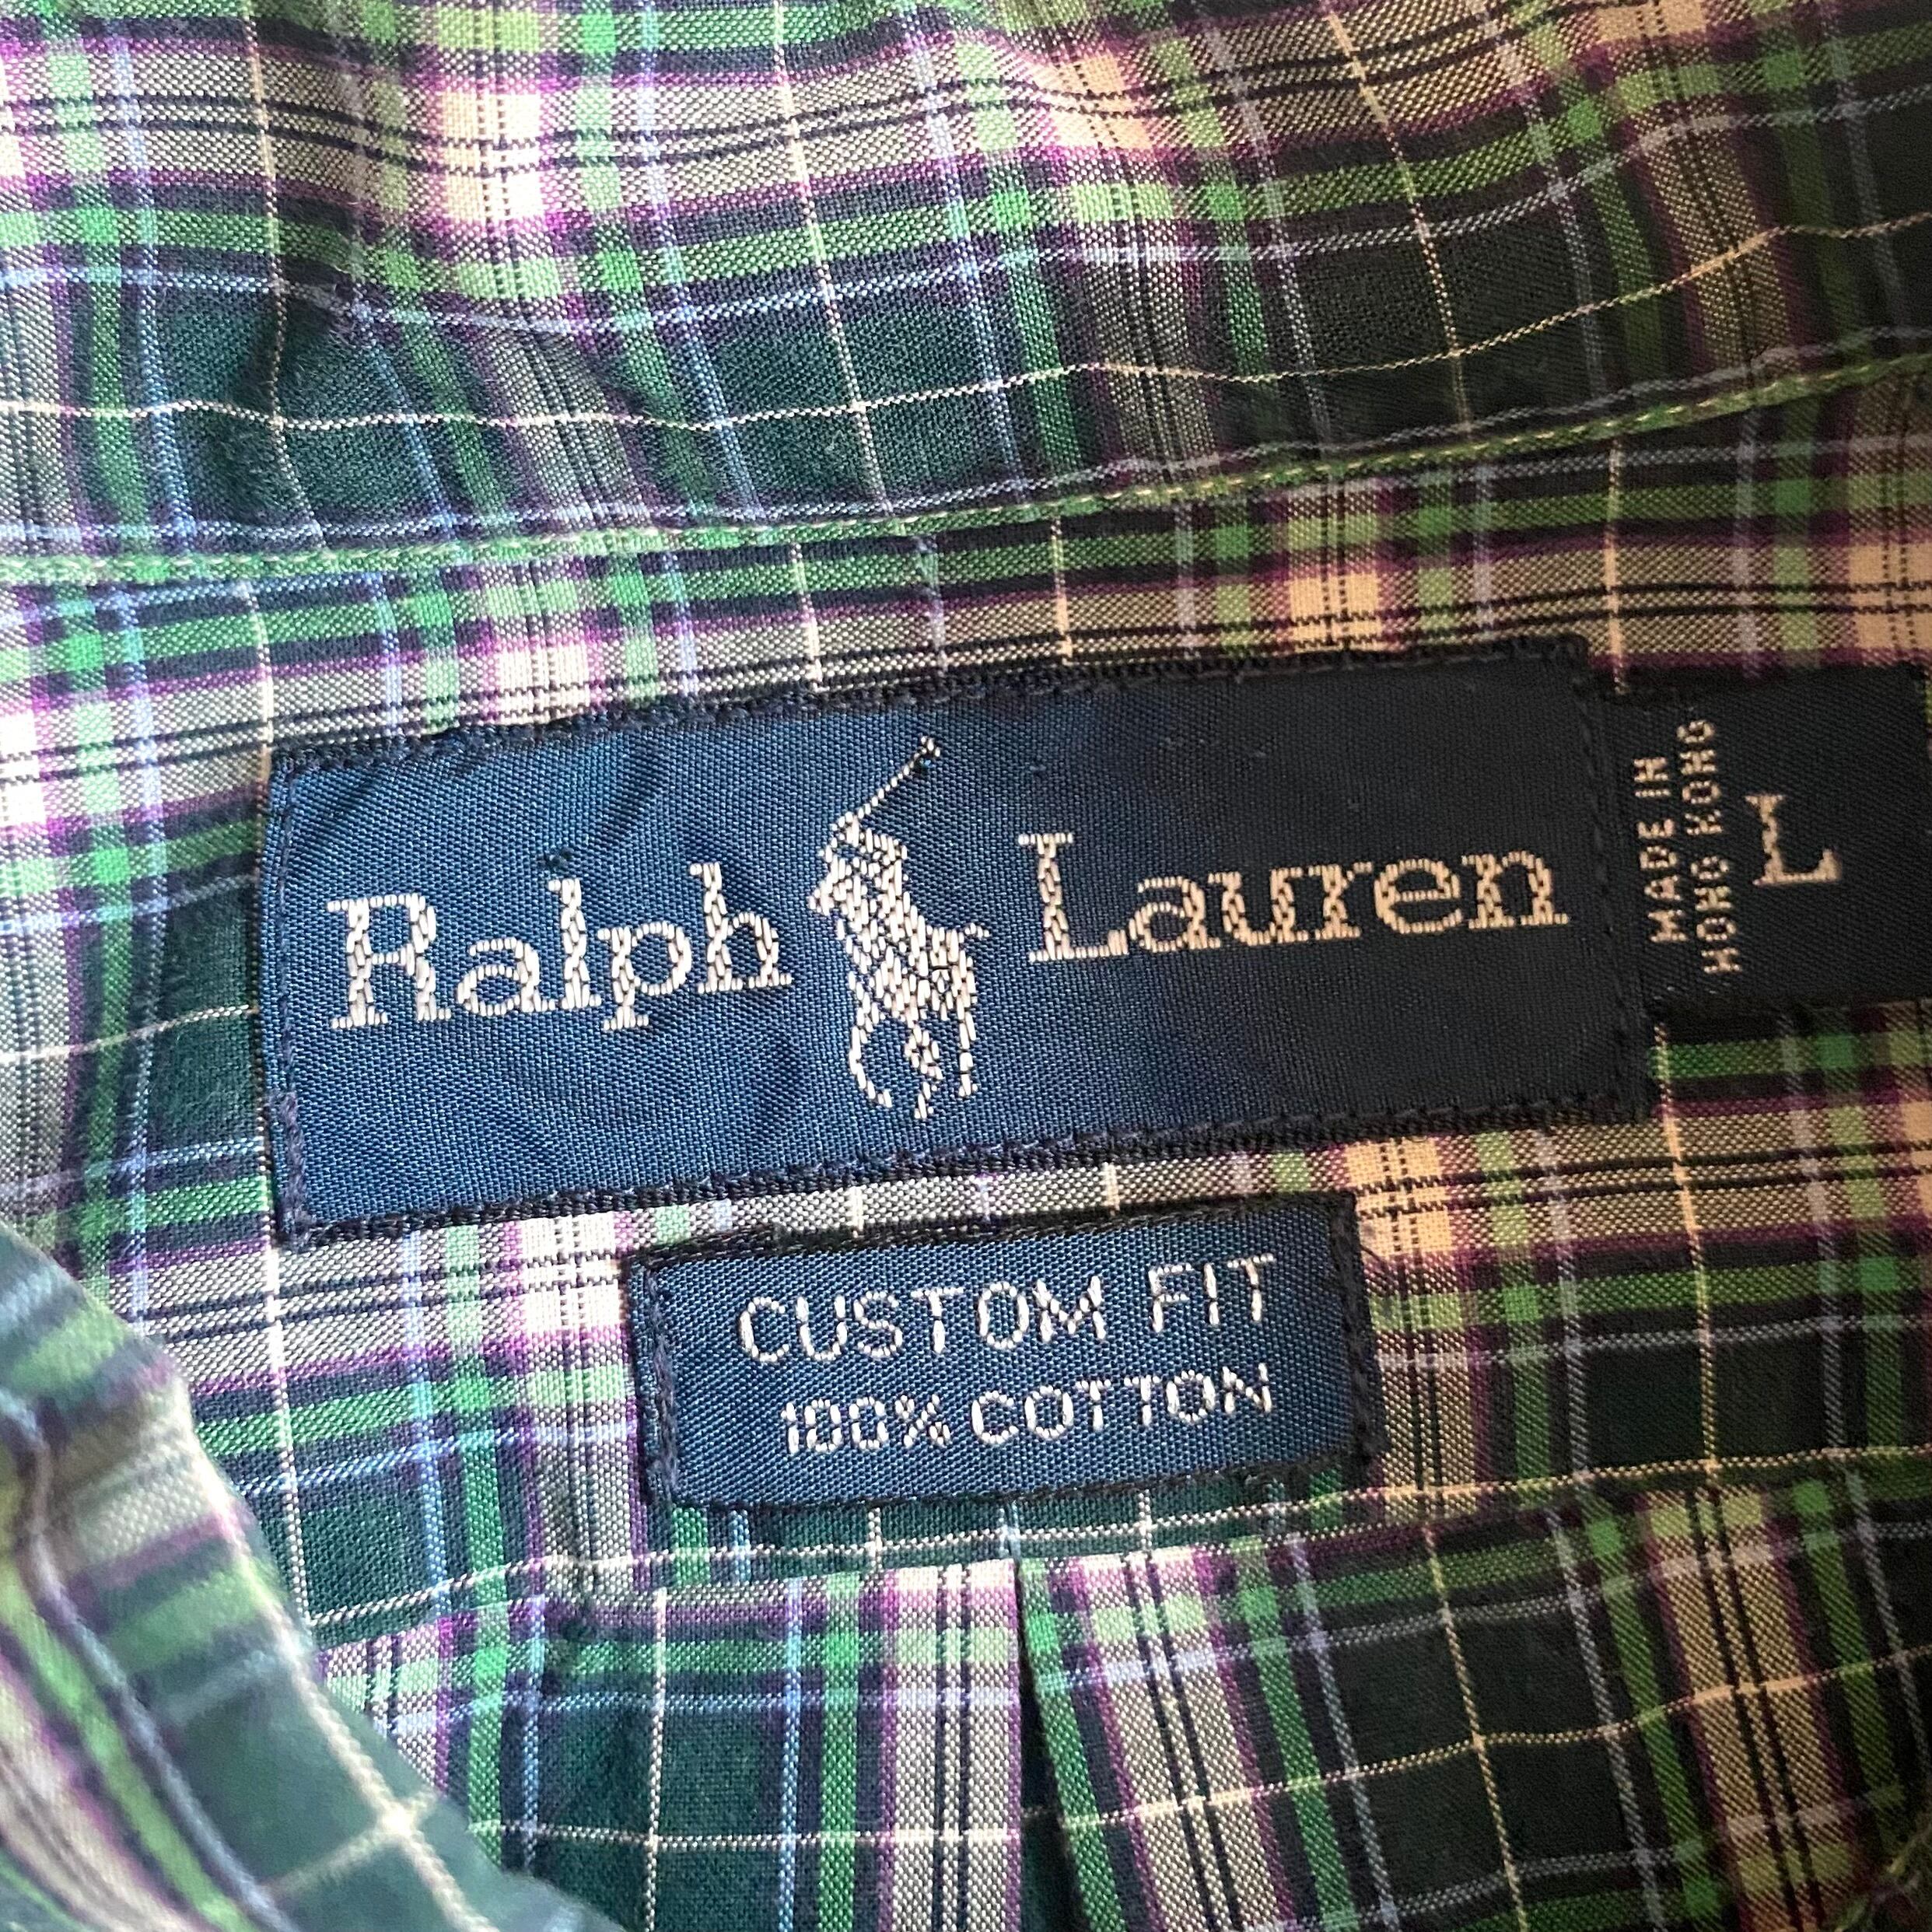 Ralph Lauren
MADE IN
HONG KONG
L
CUSTOM FIT
100% COTTON